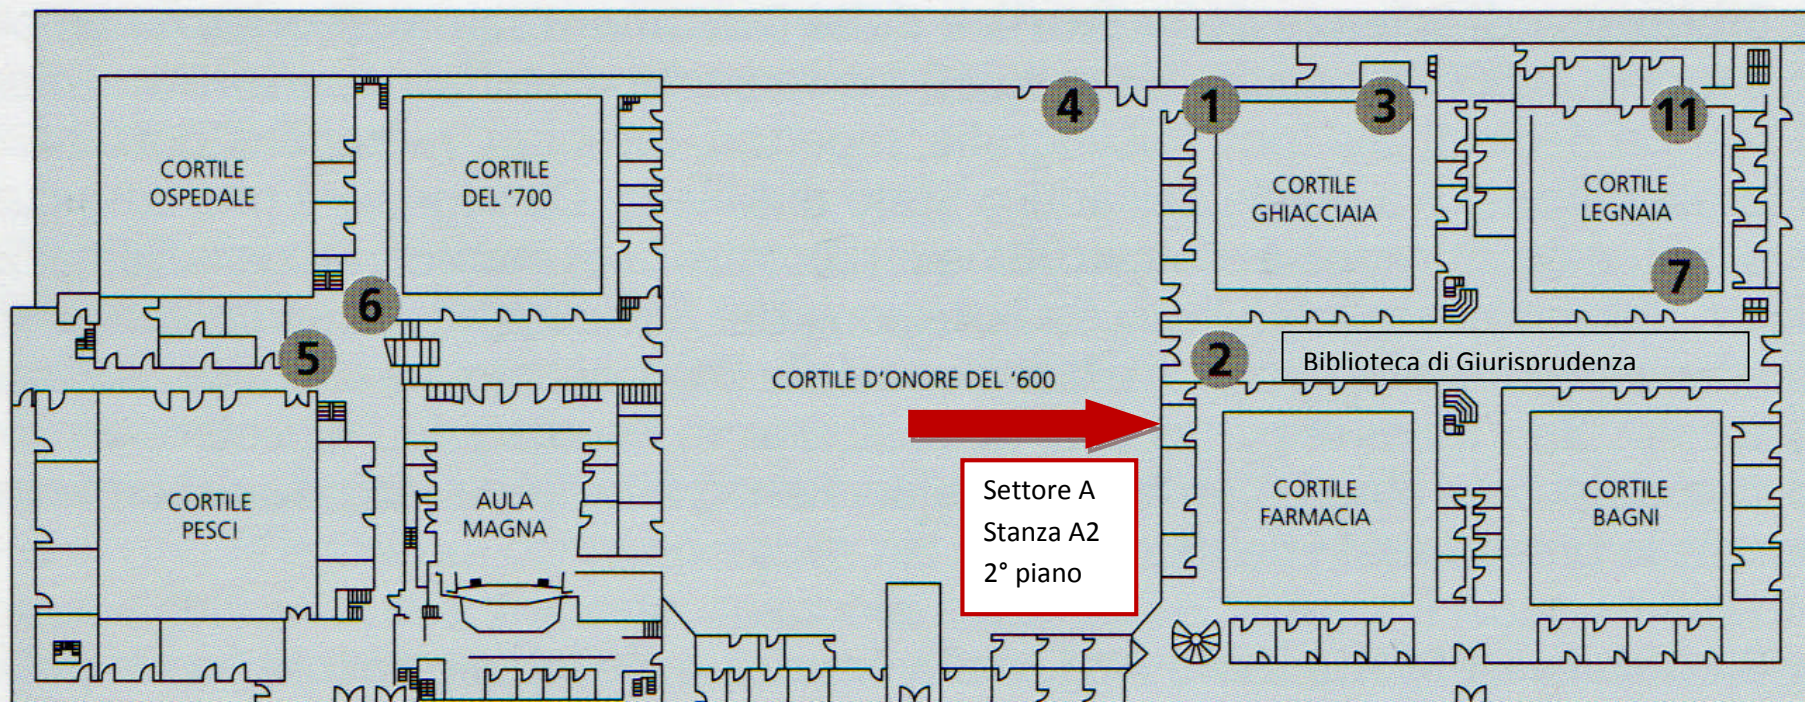 4
1
3
11
CORTILE
OSPEDALE
CORTILE
DEL ‘700
CORTILE
GHIACCIAIA
CORTILE
LEGNAIA
6
7
5
2
Biblioteca di Giurisprudenza
CORTILE D’ONORE DEL ‘600
CORTILE
PESCI
AULA
MAGNA
Settore A
Stanza A2
2° piano
CORTILE
FARMACIA
CORTILE
BAGNI